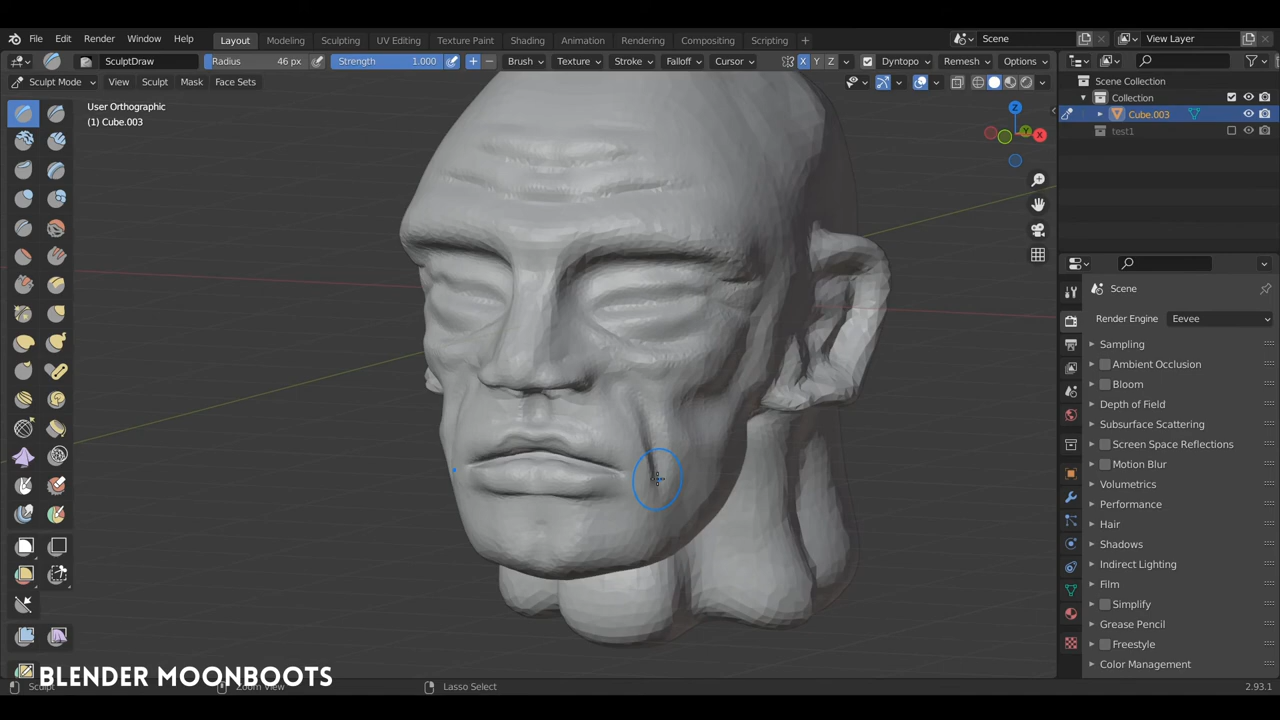 File Edit Render Window Help Layout Modeling Sculpting UV Editing Texture Paint Shading Animation Rendering Compositing Scripting + Scene View Layer
SculptDraw Radius 46 px Strength 1.000 Brush Texture Stroke Falloff Cursor X Y Z Dyntopo Remesh Options
Sculpt Mode View Sculpt Mask Face Sets
User Orthographic
(1) Cube.003
Z
Y
X
Scene Collection
Collection
Cube.003
test1
Scene
Render Engine Eevee
Sampling
Ambient Occlusion
Bloom
Depth of Field
Subsurface Scattering
Screen Space Reflections
Motion Blur
Volumetrics
Performance
Hair
Shadows
Indirect Lighting
Film
Simplify
Grease Pencil
Freestyle
Color Management
BLENDER MOONBOOTS
Sculpt Zoom View Lasso Select 2.93.1